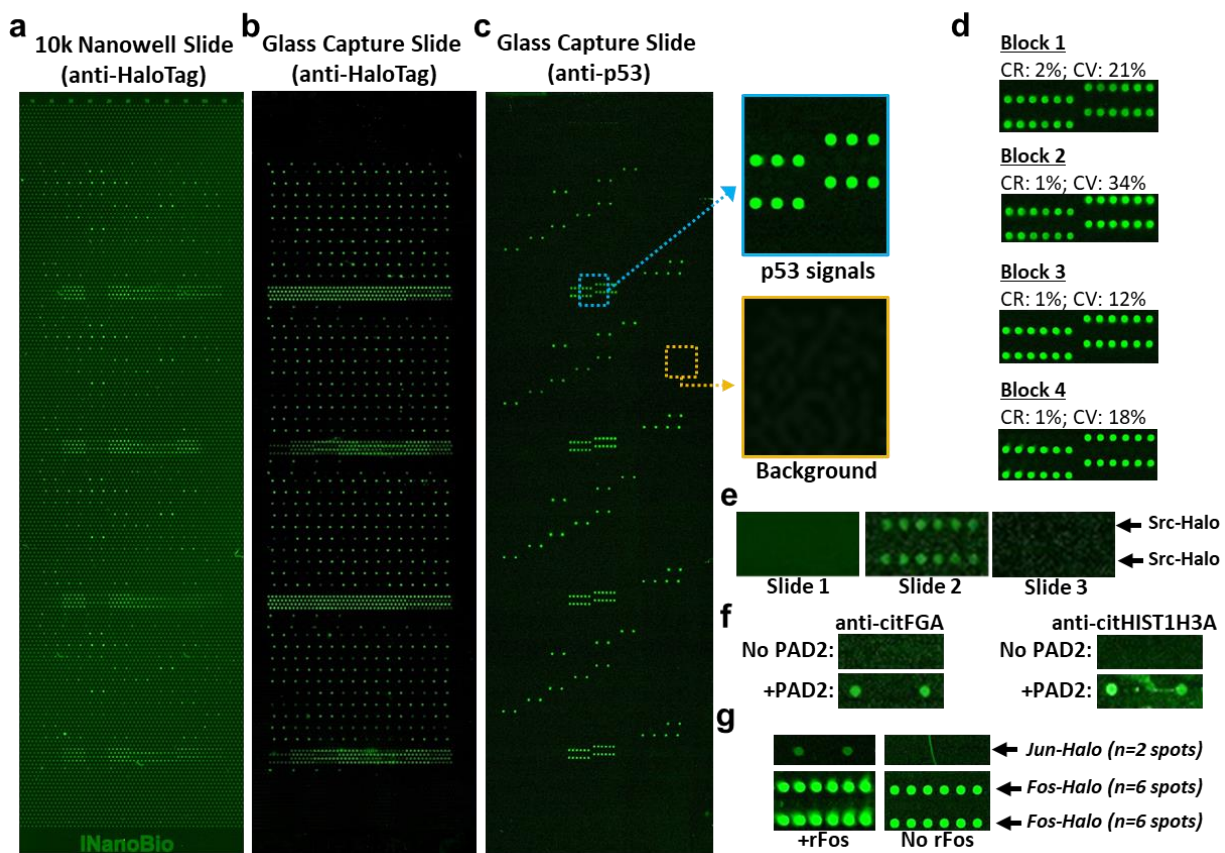 a
10k Nanowell Slide
(anti-HaloTag)
INanoBio
b
Glass Capture Slide
(anti-HaloTag)
c
Glass Capture Slide
(anti-p53)
p53 signals
Background
d
Block 1
CR: 2%; CV: 21%
Block 2
CR: 1%; CV: 34%
Block 3
CR: 1%; CV: 12%
Block 4
CR: 1%; CV: 18%
e
Src-Halo
Src-Halo
Slide 1 Slide 2 Slide 3
f
anti-citFGA anti-citHIST1H3A
No PAD2: No PAD2:
+PAD2: +PAD2:
g
Jun-Halo (n=2 spots)
Fos-Halo (n=6 spots)
Fos-Halo (n=6 spots)
+rFos No rFos